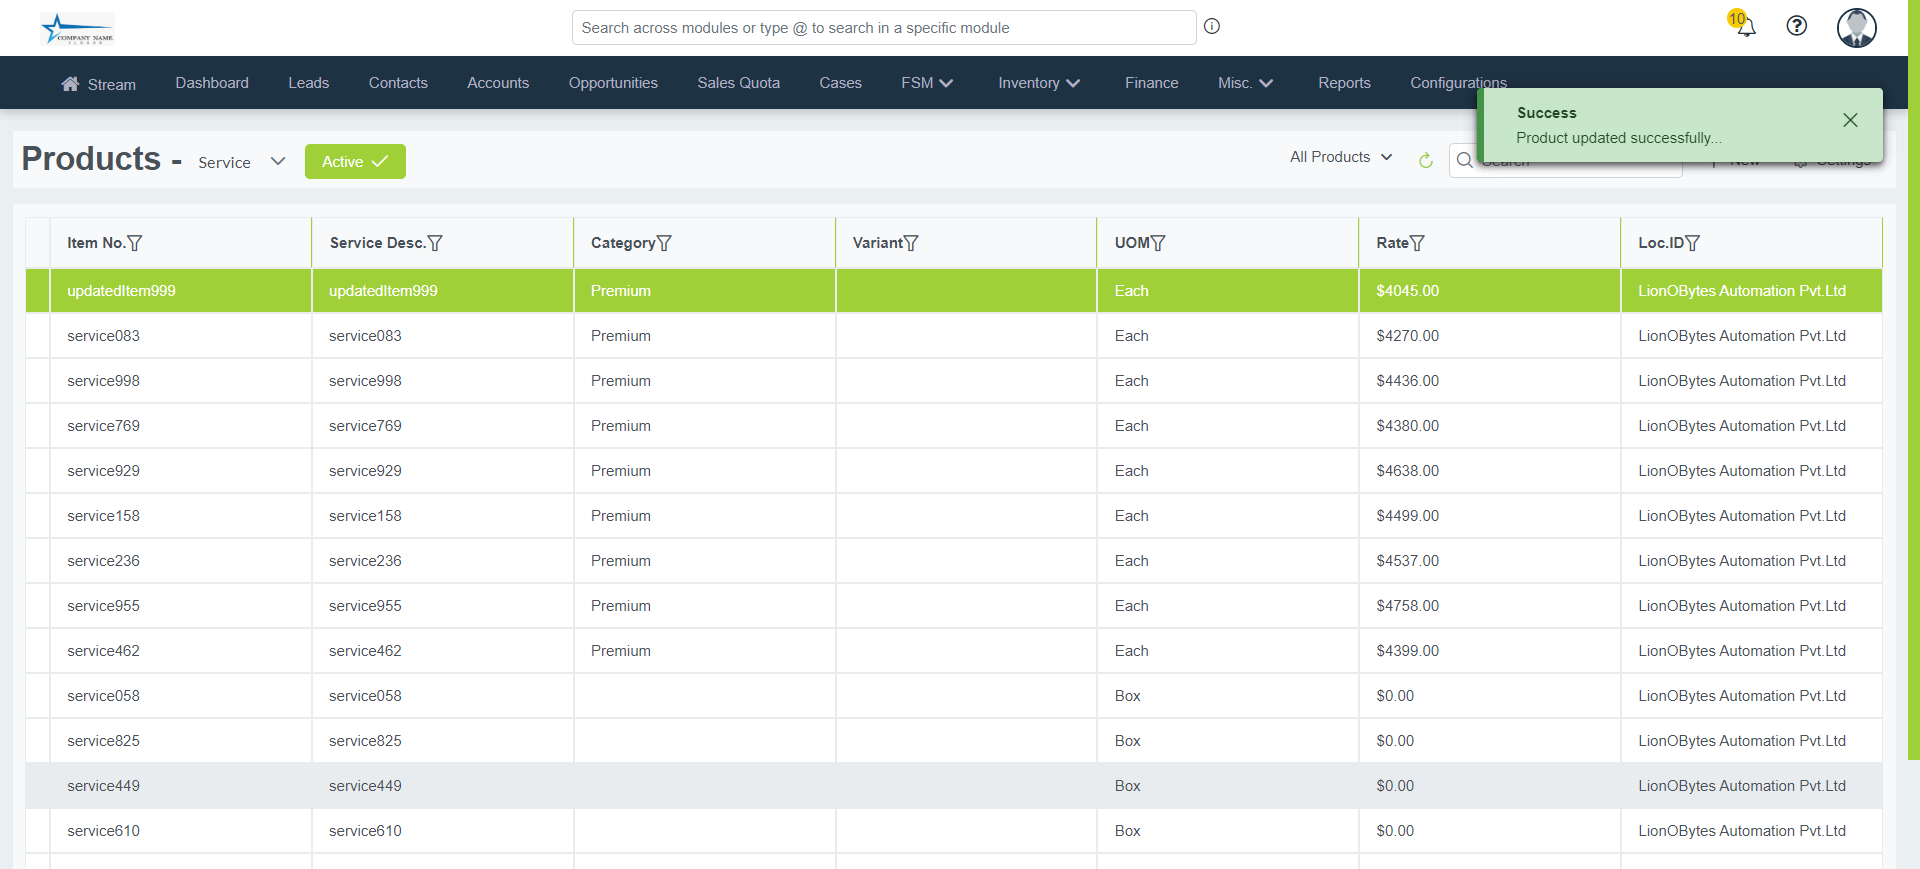 COMPANY NAME
Search across modules or type @ to search in a specific module
10
Stream Dashboard Leads Contacts Accounts Opportunities Sales Quota Cases FSM Inventory Finance Misc. Reports Configurations
Success
Product updated successfully...
Products - Service Active All Products Search New Settings
Item No. Service Desc. Category Variant UOM Rate Loc.ID
updatedItem999 updatedItem999 Premium Each $4045.00 LionOBytes Automation Pvt.Ltd
service083 service083 Premium Each $4270.00 LionOBytes Automation Pvt.Ltd
service998 service998 Premium Each $4436.00 LionOBytes Automation Pvt.Ltd
service769 service769 Premium Each $4380.00 LionOBytes Automation Pvt.Ltd
service929 service929 Premium Each $4638.00 LionOBytes Automation Pvt.Ltd
service158 service158 Premium Each $4499.00 LionOBytes Automation Pvt.Ltd
service236 service236 Premium Each $4537.00 LionOBytes Automation Pvt.Ltd
service955 service955 Premium Each $4758.00 LionOBytes Automation Pvt.Ltd
service462 service462 Premium Each $4399.00 LionOBytes Automation Pvt.Ltd
service058 service058 Box $0.00 LionOBytes Automation Pvt.Ltd
service825 service825 Box $0.00 LionOBytes Automation Pvt.Ltd
service449 service449 Box $0.00 LionOBytes Automation Pvt.Ltd
service610 service610 Box $0.00 LionOBytes Automation Pvt.Ltd